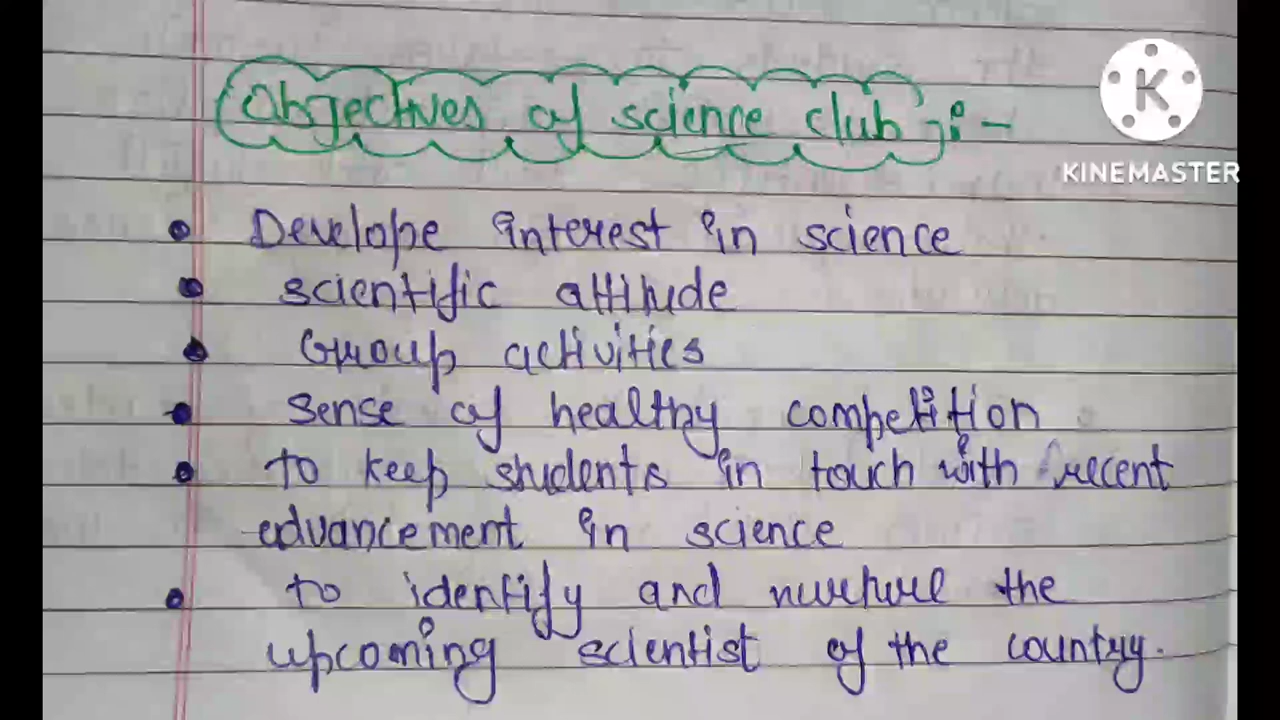 Objectives of science club :-
K
KINEMASTER
• Develope interest in science
• scientific attitude
• Group activities
• sense of healthy competition
• to keep students in touch with recent
advancement in science
• to identify and nurture the
upcoming scientist of the country.